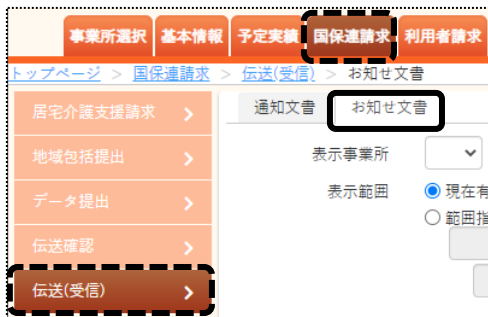 事業所選択 基本情報 予定実績 国保連請求 利用者請求
トップページ > 国保連請求 > 伝送(受信) > お知せ文書
居宅介護支援請求
通知文書 お知せ文書
地域包括提出
表示事業所
データ提出
表示範囲 現在有
範囲指
伝送確認
伝送(受信)